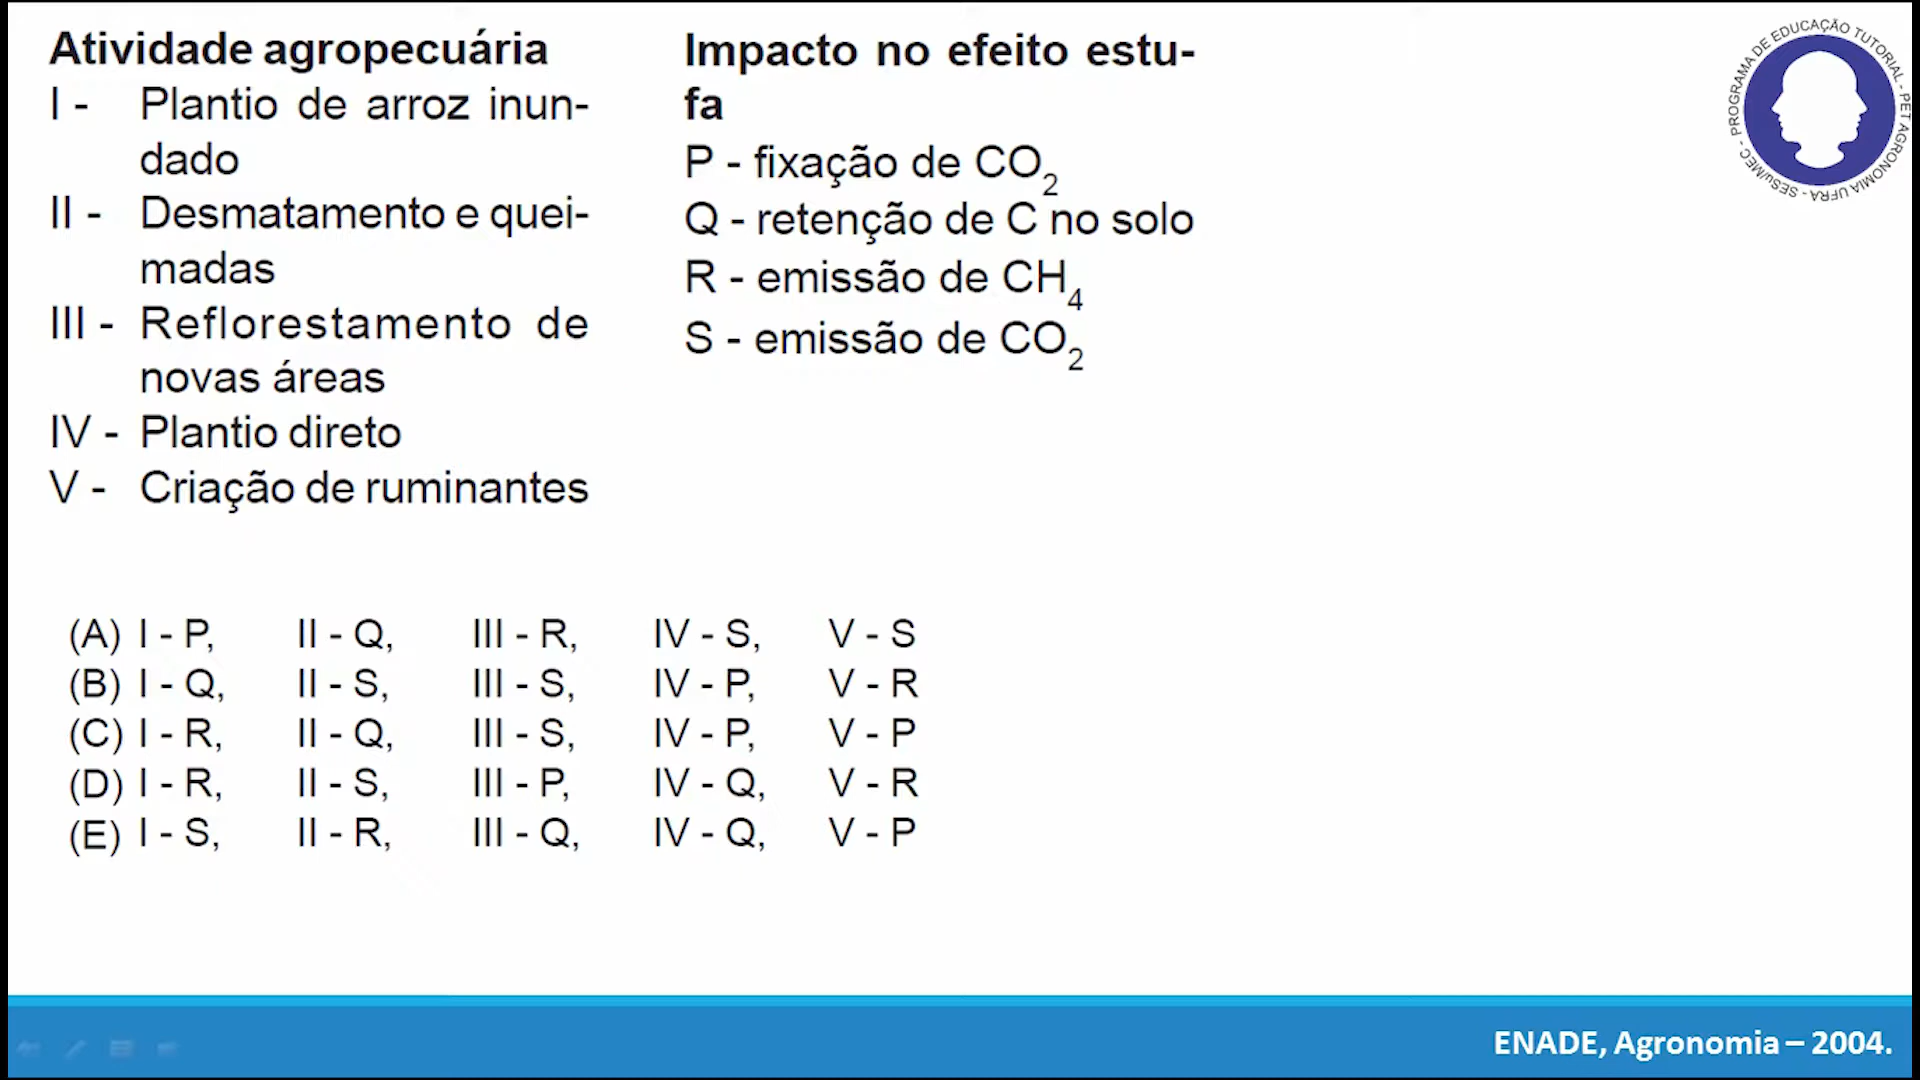 Atividade agropecuária
I - Plantio de arroz inun-
dado
II - Desmatamento e quei-
madas
III - Reflorestamento de
novas áreas
IV - Plantio direto
V - Criação de ruminantes
Impacto no efeito estu-
fa
P - fixação de CO2
Q - retenção de C no solo
R - emissão de CH4
S - emissão de CO2
PROGRAMA DE EDUCAÇÃO TUTORIAL - PET AGRONOMIA UFRA - SESu/MEC -
(A) I - P, II - Q, III - R, IV - S, V - S
(B) I - Q, II - S, III - S, IV - P, V - R
(C) I - R, II - Q, III - S, IV - P, V - P
(D) I - R, II - S, III - P, IV - Q, V - R
(E) I - S, II - R, III - Q, IV - Q, V - P
ENADE, Agronomia – 2004.